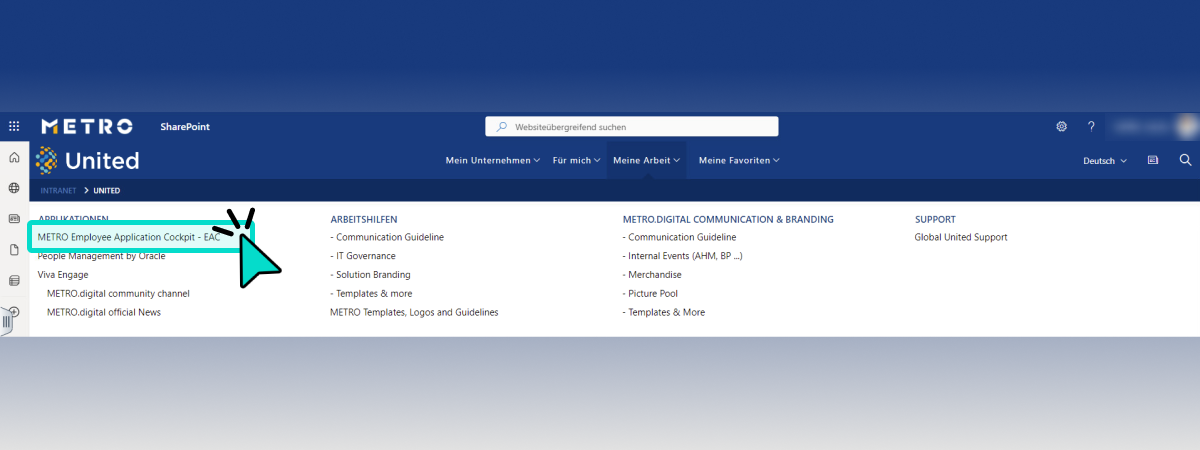 METRO SharePoint Websiteübergreifend suchen ?
United Mein Unternehmen Für mich Meine Arbeit Meine Favoriten Deutsch
INTRANET > UNITED
APPLIKATIONEN
METRO Employee Application Cockpit - EAC
People Management by Oracle
Viva Engage
METRO.digital community channel
METRO.digital official News
ARBEITSHILFEN
- Communication Guideline
- IT Governance
- Solution Branding
- Templates & more
METRO Templates, Logos and Guidelines
METRO.DIGITAL COMMUNICATION & BRANDING
- Communication Guideline
- Internal Events (AHM, BP ...)
- Merchandise
- Picture Pool
- Templates & More
SUPPORT
Global United Support